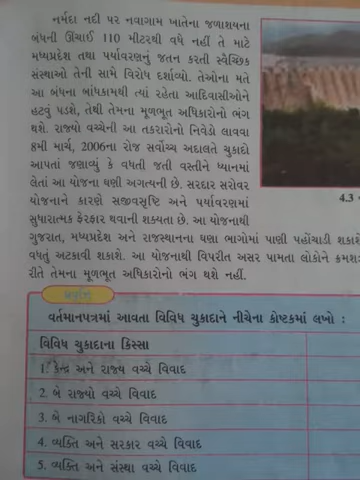 નર્મદા નદી પર નવાગામ ખાતેના જળાશયના
બંધની ઊંચાઈ 110 મીટરથી વધે નહીં તે માટે
મધ્યપ્રદેશ તથા પર્યાવરણનું જતન કરતી સ્વૈચ્છિક
સંસ્થાઓ તેની સામે વિરોધ દર્શાવ્યો. તેઓના મતે
આ બંધના બાંધકામથી ત્યાં રહેતા આદિવાસીઓને
હટવું પડશે, તેથી તેમના મૂળભૂત અધિકારોનો ભંગ
થશે. રાજ્યો વચ્ચેની આ તકરારોનો નિવેડો લાવવા
8મી માર્ચ, 2006ના રોજ સર્વોચ્ચ અદાલતે ચુકાદો
આપતાં જણાવ્યું કે વધતી જતી વસ્તીને ધ્યાનમાં
લેતાં આ યોજના ઘણી અગત્યની છે. સરદાર સરોવર
યોજનાને કારણે સજીવસૃષ્ટિ અને પર્યાવરણમાં
સુધારાત્મક ફેરફાર થવાની શક્યતા છે. આ યોજનાથી
ગુજરાત, મધ્યપ્રદેશ અને રાજસ્થાનના ઘણા ભાગોમાં પાણી પહોંચાડી શકાશે
વધતું અટકાવી શકાશે. આ યોજનાથી વિપરીત અસર પામતા લોકોને ક્રમશઃ
રીતે તેમના મૂળભૂત અધિકારોનો ભંગ થશે નહીં.
4.3
વર્તમાનપત્રમાં આવતા વિવિધ ચુકાદાને નીચેના કોષ્ટકમાં લખો :
વિવિધ ચુકાદાના કિસ્સા
1. કેન્દ્ર અને રાજ્ય વચ્ચે વિવાદ
2. બે રાજ્યો વચ્ચે વિવાદ
3. બે નાગરિકો વચ્ચે વિવાદ
4. વ્યક્તિ અને સરકાર વચ્ચે વિવાદ
5. વ્યક્તિ અને સંસ્થા વચ્ચે વિવાદ